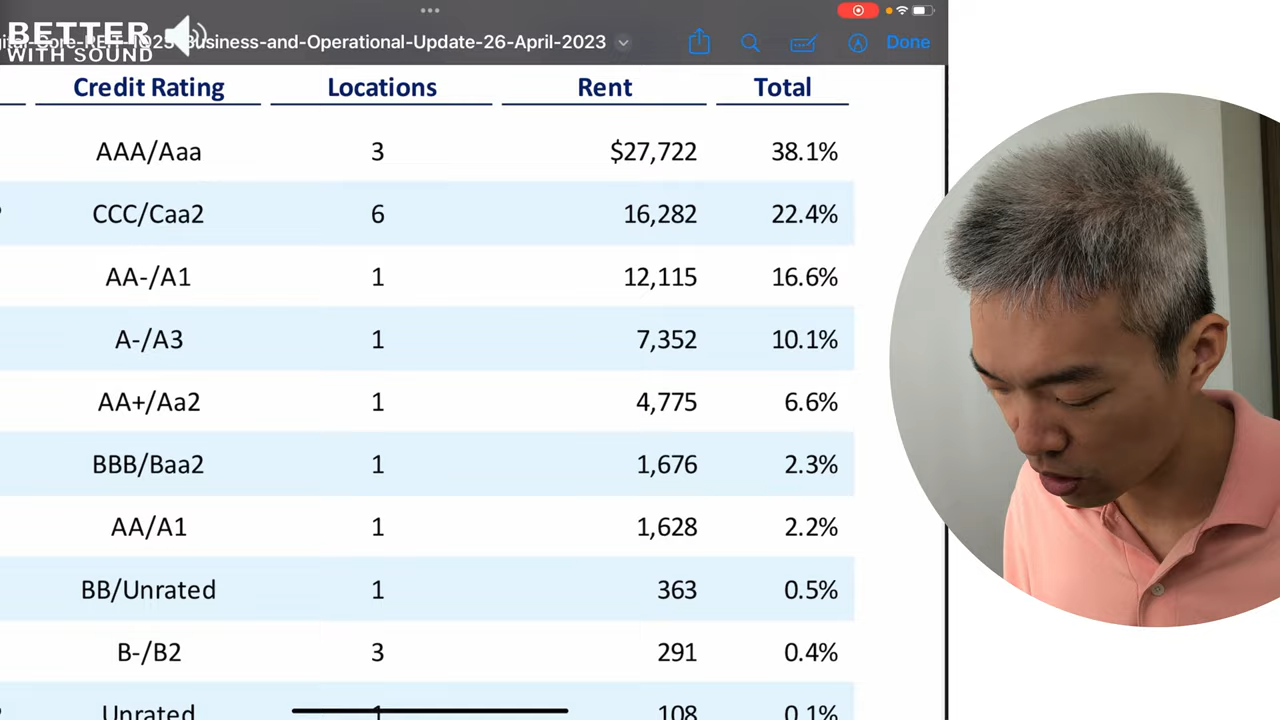 BETTER
WITH SOUND
-Business-and-Operational-Update-26-April-2023
Done
Credit Rating Locations Rent Total
AAA/Aaa 3 $27,722 38.1%
CCC/Caa2 6 16,282 22.4%
AA-/A1 1 12,115 16.6%
A-/A3 1 7,352 10.1%
AA+/Aa2 1 4,775 6.6%
BBB/Baa2 1 1,676 2.3%
AA/A1 1 1,628 2.2%
BB/Unrated 1 363 0.5%
B-/B2 3 291 0.4%
Unrated 1 108 0.1%